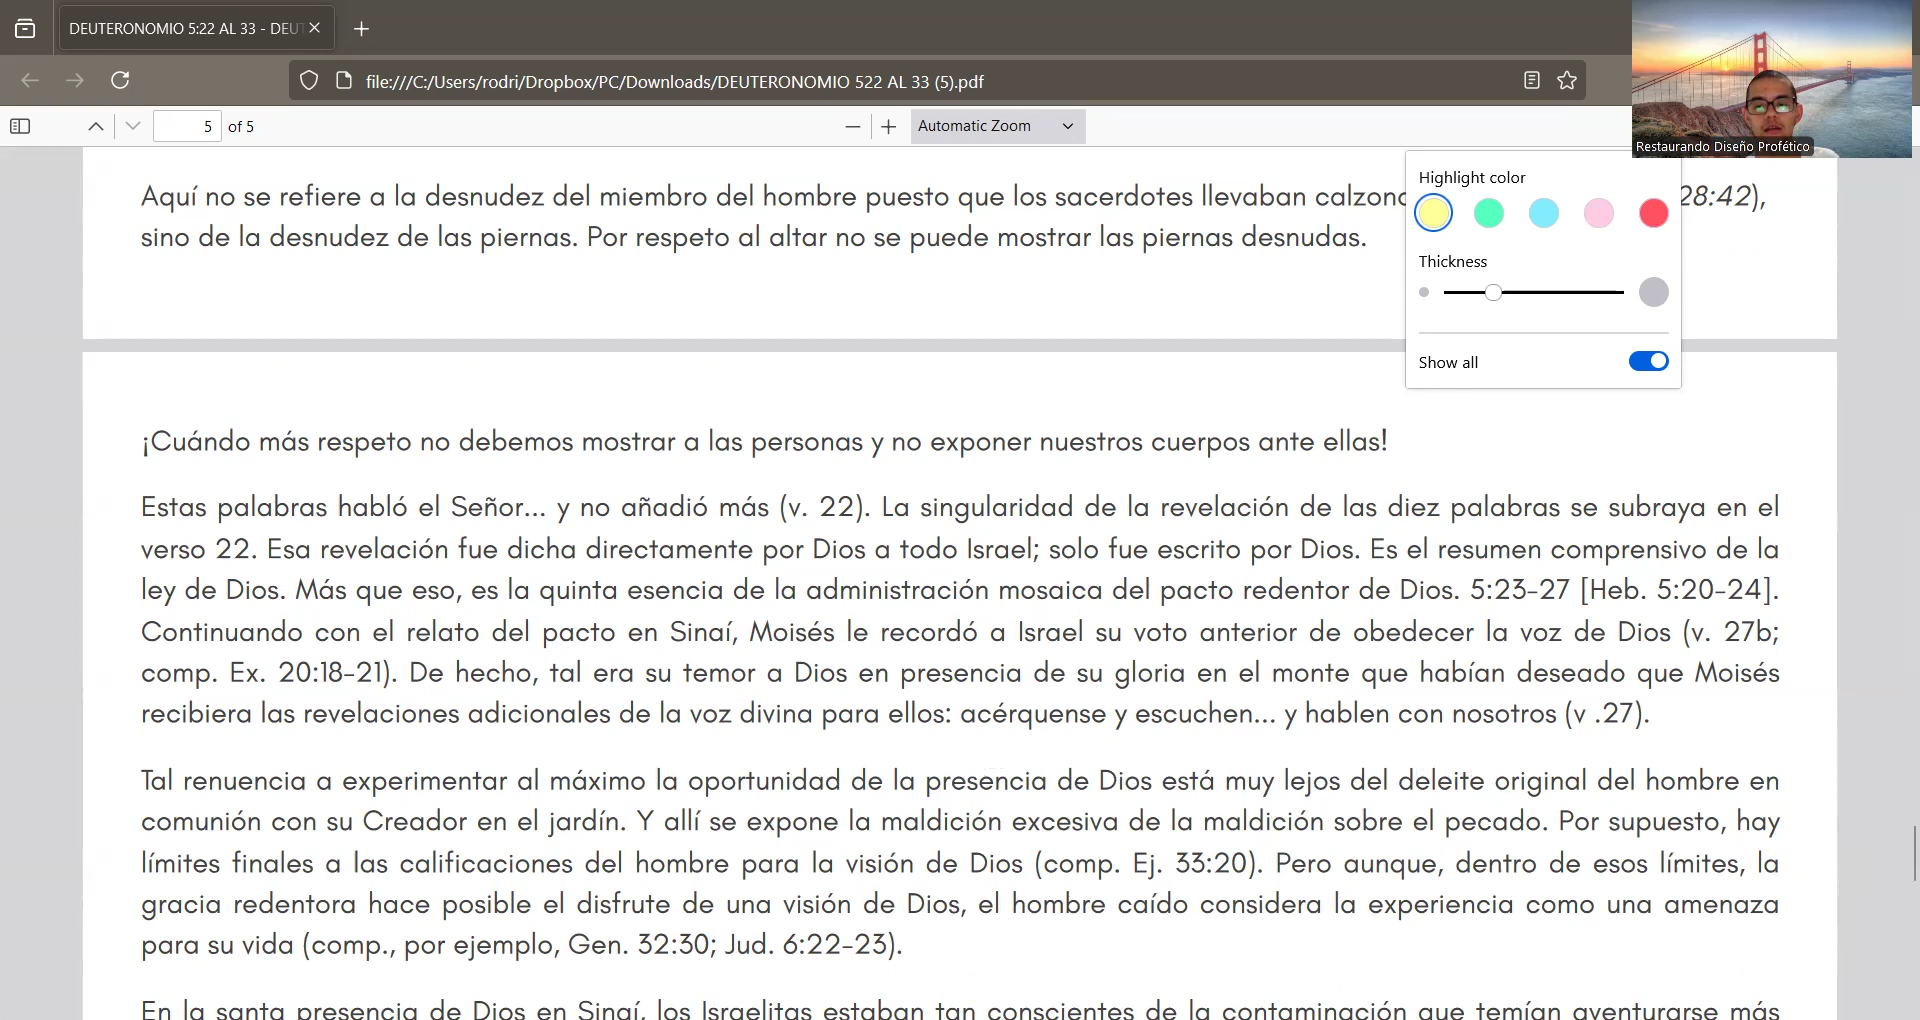 DEUTERONOMIO 5:22 AL 33 - DEUT
file:///C:/Users/rodri/Dropbox/PC/Downloads/DEUTERONOMIO 522 AL 33 (5).pdf
5 of 5
Automatic Zoom
Restaurando Diseño Profético
Highlight color
Thickness
Show all
Aquí no se refiere a la desnudez del miembro del hombre puesto que los sacerdotes llevaban 28:42),
sino de la desnudez de las piernas. Por respeto al altar no se puede mostrar las piernas desnudas.
¡Cuándo más respeto no debemos mostrar a las personas y no exponer nuestros cuerpos ante ellas!
Estas palabras habló el Señor... y no añadió más (v. 22). La singularidad de la revelación de las diez palabras se subraya en el
verso 22. Esa revelación fue dicha directamente por Dios a todo Israel; solo fue escrito por Dios. Es el resumen comprensivo de la
ley de Dios. Más que eso, es la quinta esencia de la administración mosaica del pacto redentor de Dios. 5:23-27 [Heb. 5:20-24].
Continuando con el relato del pacto en Sinaí, Moisés le recordó a Israel su voto anterior de obedecer la voz de Dios (v. 27b;
comp. Ex. 20:18-21). De hecho, tal era su temor a Dios en presencia de su gloria en el monte que habían deseado que Moisés
recibiera las revelaciones adicionales de la voz divina para ellos: acérquense y escuchen... y hablen con nosotros (v .27).
Tal renuencia a experimentar al máximo la oportunidad de la presencia de Dios está muy lejos del deleite original del hombre en
comunión con su Creador en el jardín. Y allí se expone la maldición excesiva de la maldición sobre el pecado. Por supuesto, hay
límites finales a las calificaciones del hombre para la visión de Dios (comp. Ej. 33:20). Pero aunque, dentro de esos límites, la
gracia redentora hace posible el disfrute de una visión de Dios, el hombre caído considera la experiencia como una amenaza
para su vida (comp., por ejemplo, Gen. 32:30; Jud. 6:22-23).
En la santa presencia de Dios en Sinaí, los Israelitas estaban tan conscientes de la contaminación que temían aventurarse más